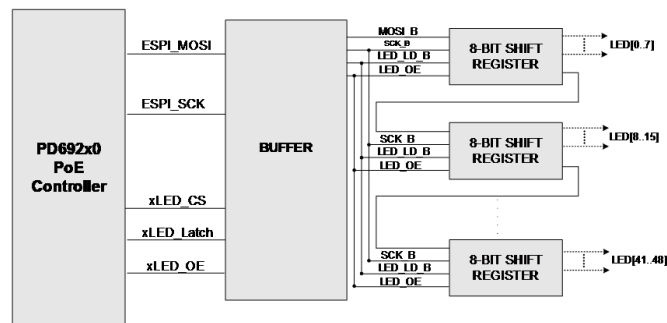 MOSI_B
SCK_B
LED_LD_B
LED_OE
8-BIT SHIFT
REGISTER
LED[0..7]
ESPI_MOSI
ESPI_SCK
PD692x0
PoE
Controller
BUFFER
SCK_B
LED_LD_B
LED_OE
8-BIT SHIFT
REGISTER
LED[8..15]
xLED_CS
xLED_Latch
xLED_OE
SCK_B
LED_LD_B
LED_OE
8-BIT SHIFT
REGISTER
LED[41..48]